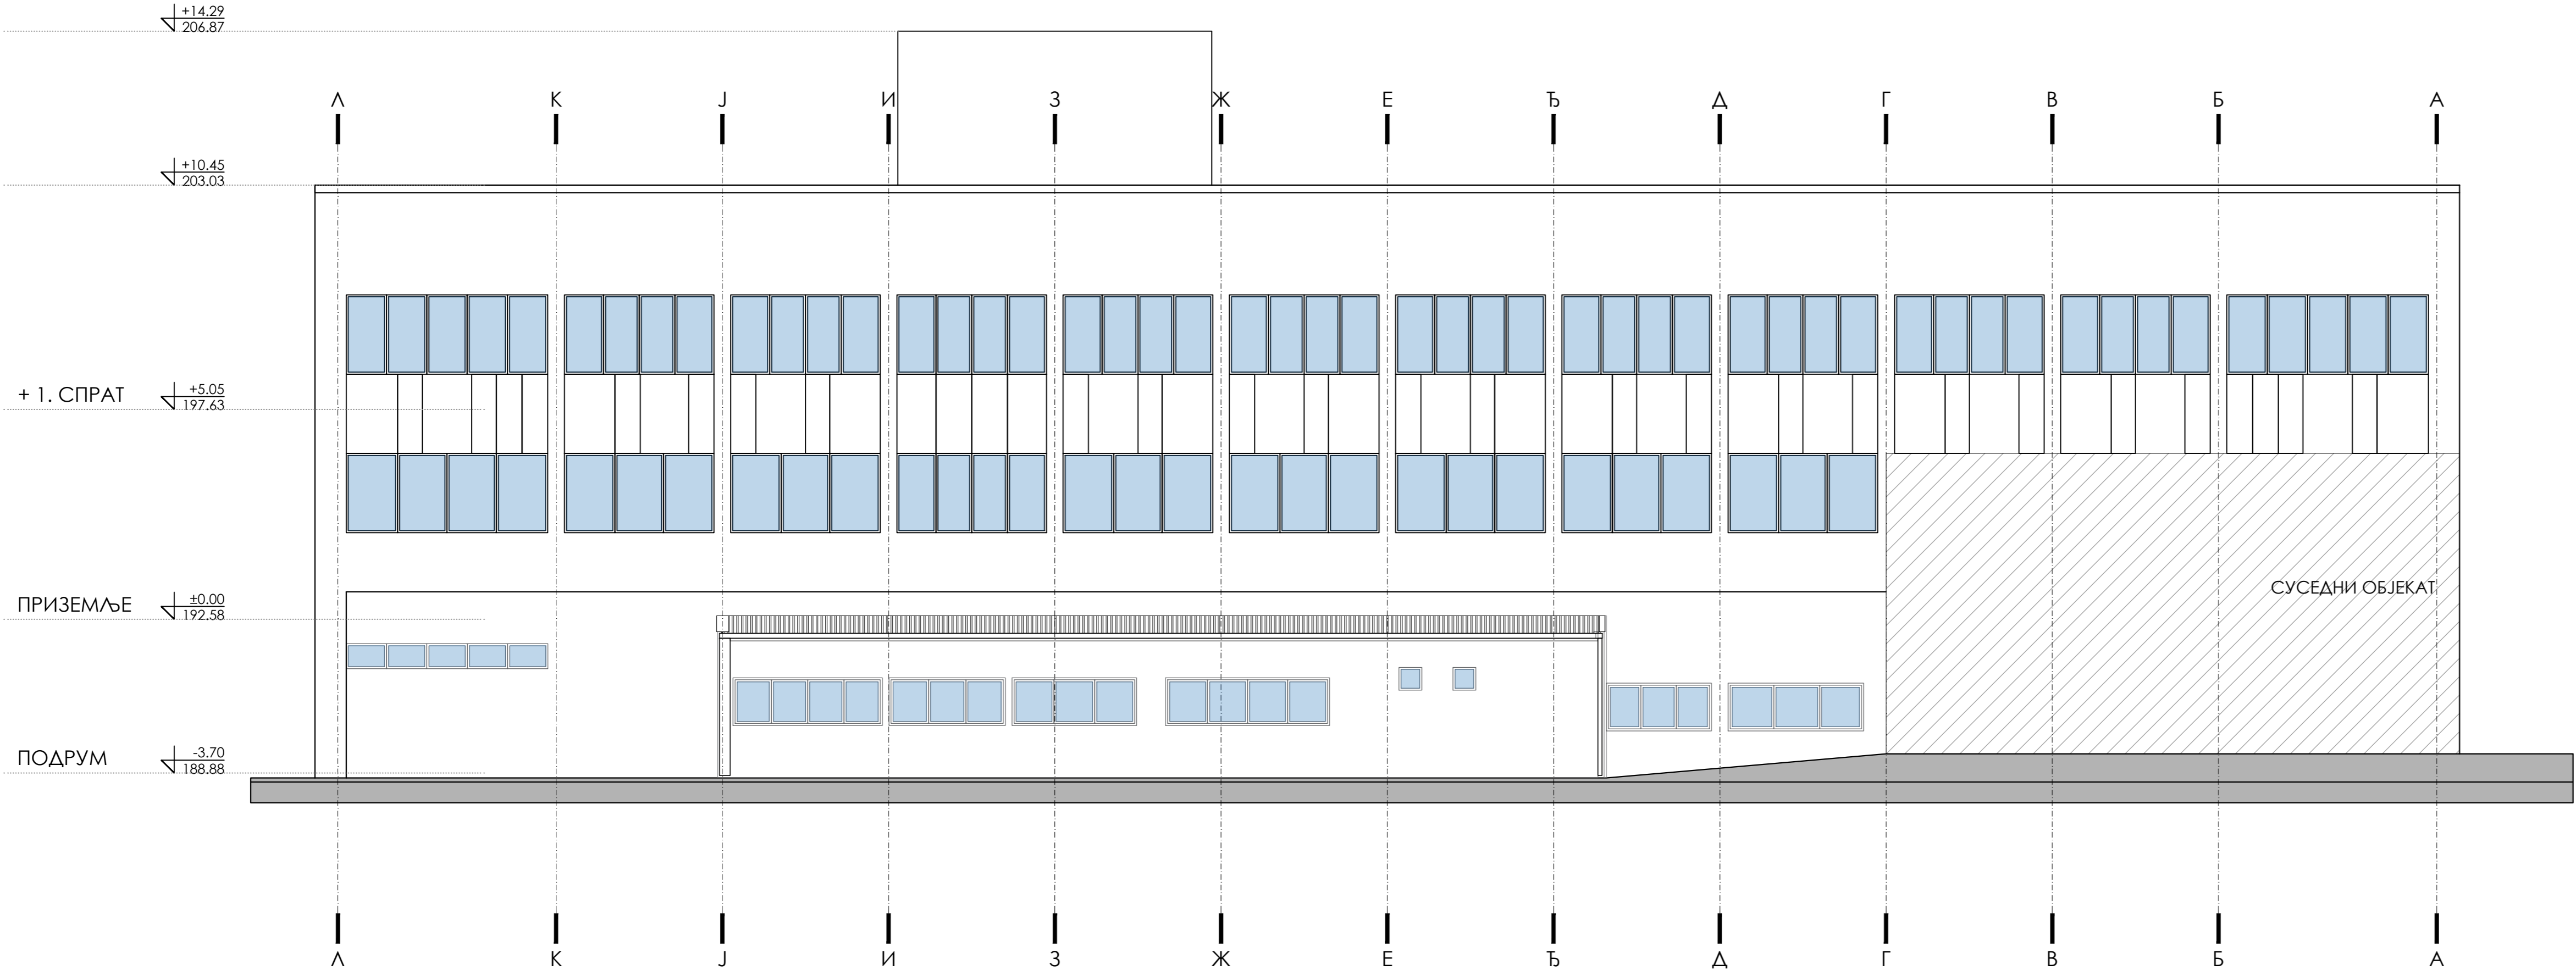 +14.29
206.87
Л К Ј И З Ж Е Ђ Д Г В Б А
+10.45
203.03
+ 1. СПРАТ +5.05
197.63
ПРИЗЕМЉЕ ±0.00
192.58
СУСЕДНИ ОБЈЕКАТ
ПОДРУМ -3.70
188.88
Л К Ј И З Ж Е Ђ Д Г В Б А